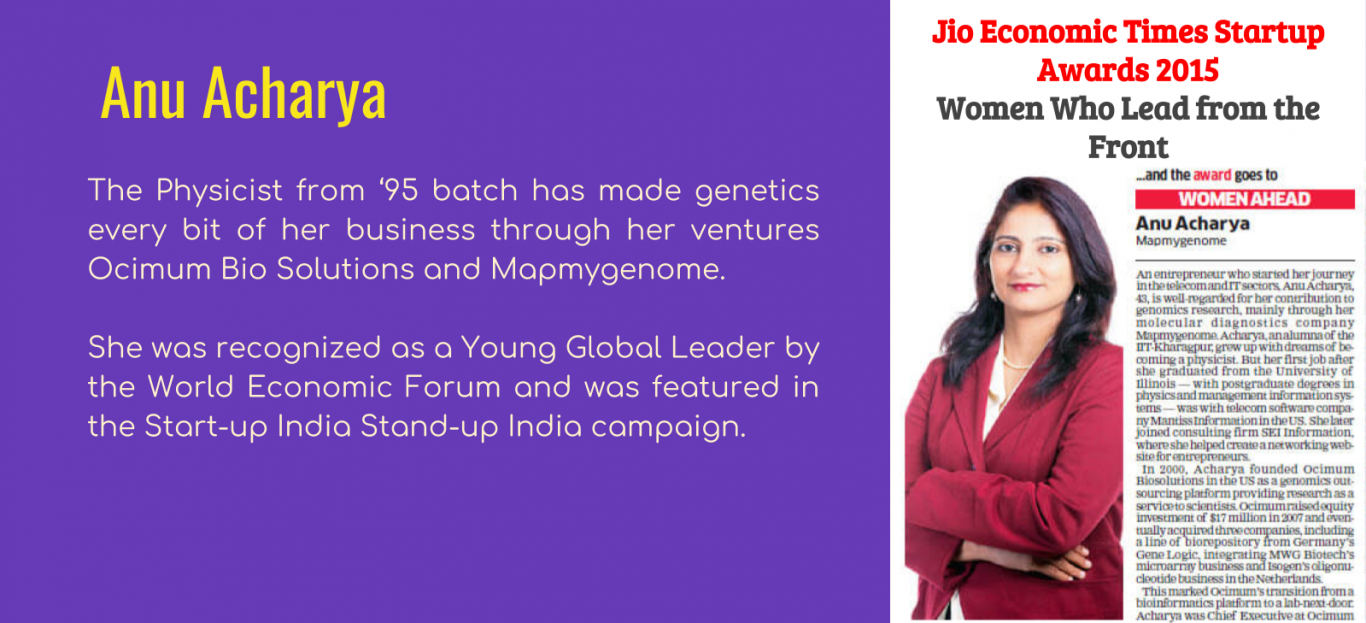 Anu Acharya
The Physicist from ‘95 batch has made genetics
every bit of her business through her ventures
Ocimum Bio Solutions and Mapmygenome.
She was recognized as a Young Global Leader by
the World Economic Forum and was featured in
the Start-up India Stand-up India campaign.
Jio Economic Times Startup
Awards 2015
Women Who Lead from the
Front
...and the award goes to
WOMEN AHEAD
Anu Acharya
Mapmygenome
An entrepreneur who started her journey
in the telecom and IT sectors, Anu Acharya,
43, is well-regarded for her contribution to
genomics research, mainly through her
molecular diagnostics company
Mapmygenome. Acharya, an alumna of the
IIT-Kharagpur, grew up with dreams of be-
coming a physicist. But her first job after
she graduated from the University of
Illinois — with postgraduate degrees in
physics and management information sys-
tems — was with telecom software compa-
ny Mantiss Information in the US. She later
joined consulting firm SEI Information,
where she helped create a networking web-
site for entrepreneurs.
In 2000, Acharya founded Ocimum
Biosolutions in the US as a genomics out-
sourcing platform providing research as a
service to scientists. Ocimum raised equity
investment of $17 million in 2007 and even-
tually acquired three companies, including
a line of biorepository from Germany's
Gene Logic, integrating MWG Biotech's
microarray business and Isogen's oligonu-
cleotide business in the Netherlands.
This marked Ocimum's transition from a
bioinformatics platform to a lab-next-door.
Acharya was Chief Executive at Ocimum